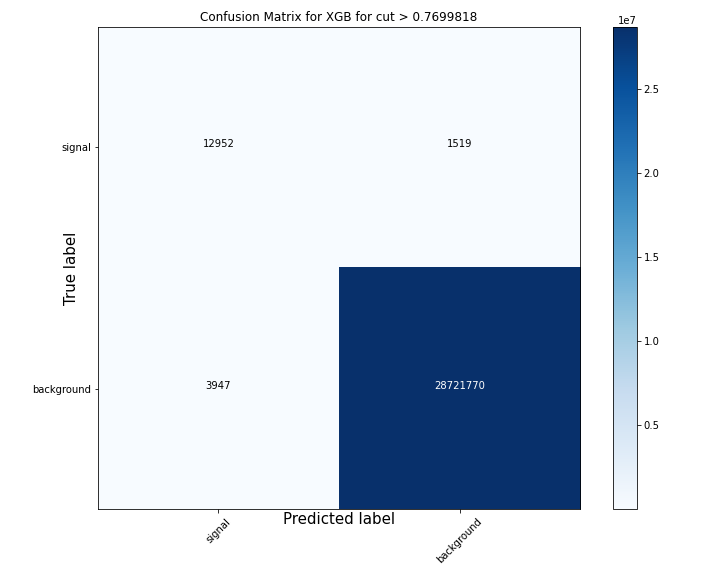 Confusion Matrix for XGB for cut > 0.7699818
1e7
2.5
2.0
1.5
1.0
0.5
True label
signal
background
12952
1519
3947
28721770
signal
background
Predicted label